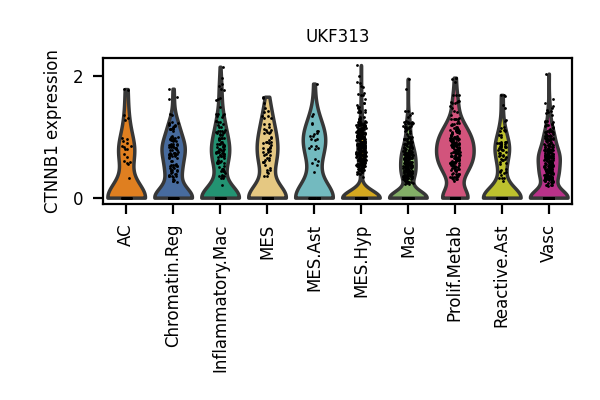 UKF313
CTNNB1 expression
2
0
AC
Chromatin.Reg
Inflammatory.Mac
MES
MES.Ast
MES.Hyp
Mac
Prolif.Metab
Reactive.Ast
Vasc